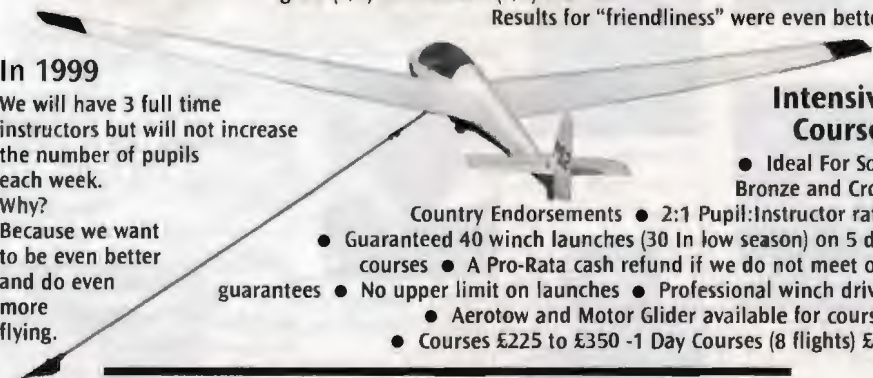 Results for "friendliness" were even bette
In 1999
We will have 3 full time
instructors but will not increase
the number of pupils
each week.
Why?
Because we want
to be even better
and do even
more
flying.
Intensiv
Course
● Ideal For So
Bronze and Cro
Country Endorsements ● 2:1 Pupil:Instructor rat
● Guaranteed 40 winch launches (30 In low season) on 5 d
courses ● A Pro-Rata cash refund if we do not meet o
guarantees ● No upper limit on launches ● Professional winch driv
● Aerotow and Motor Glider available for cours
● Courses £225 to £350 -1 Day Courses (8 flights) £